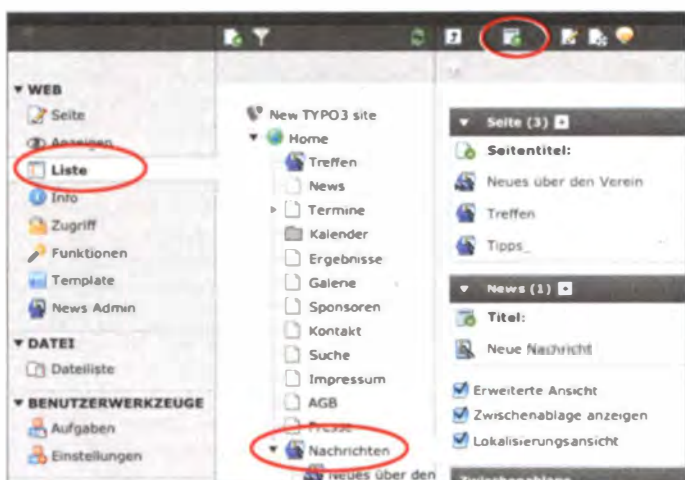 WEB
Seite
Anzeigen
Liste
Info
Zugriff
Funktionen
Template
News Admin
DATEI
Dateiliste
BENUTZERWERKZEUGE
Aufgaben
Einstellungen
New TYPO3 site
Home
Treffen
News
Termine
Kalender
Ergebnisse
Galerie
Sponsoren
Kontakt
Suche
Impressum
AGB
Presse
Nachrichten
Neues über den
Seite (3)
Seitentitel:
Neues über den Verein
Treffen
Tipps_
News (1)
Titel:
Neue Nachricht
Erweiterte Ansicht
Zwischenablage anzeigen
Lokalisierungsansicht
Zwischenablage